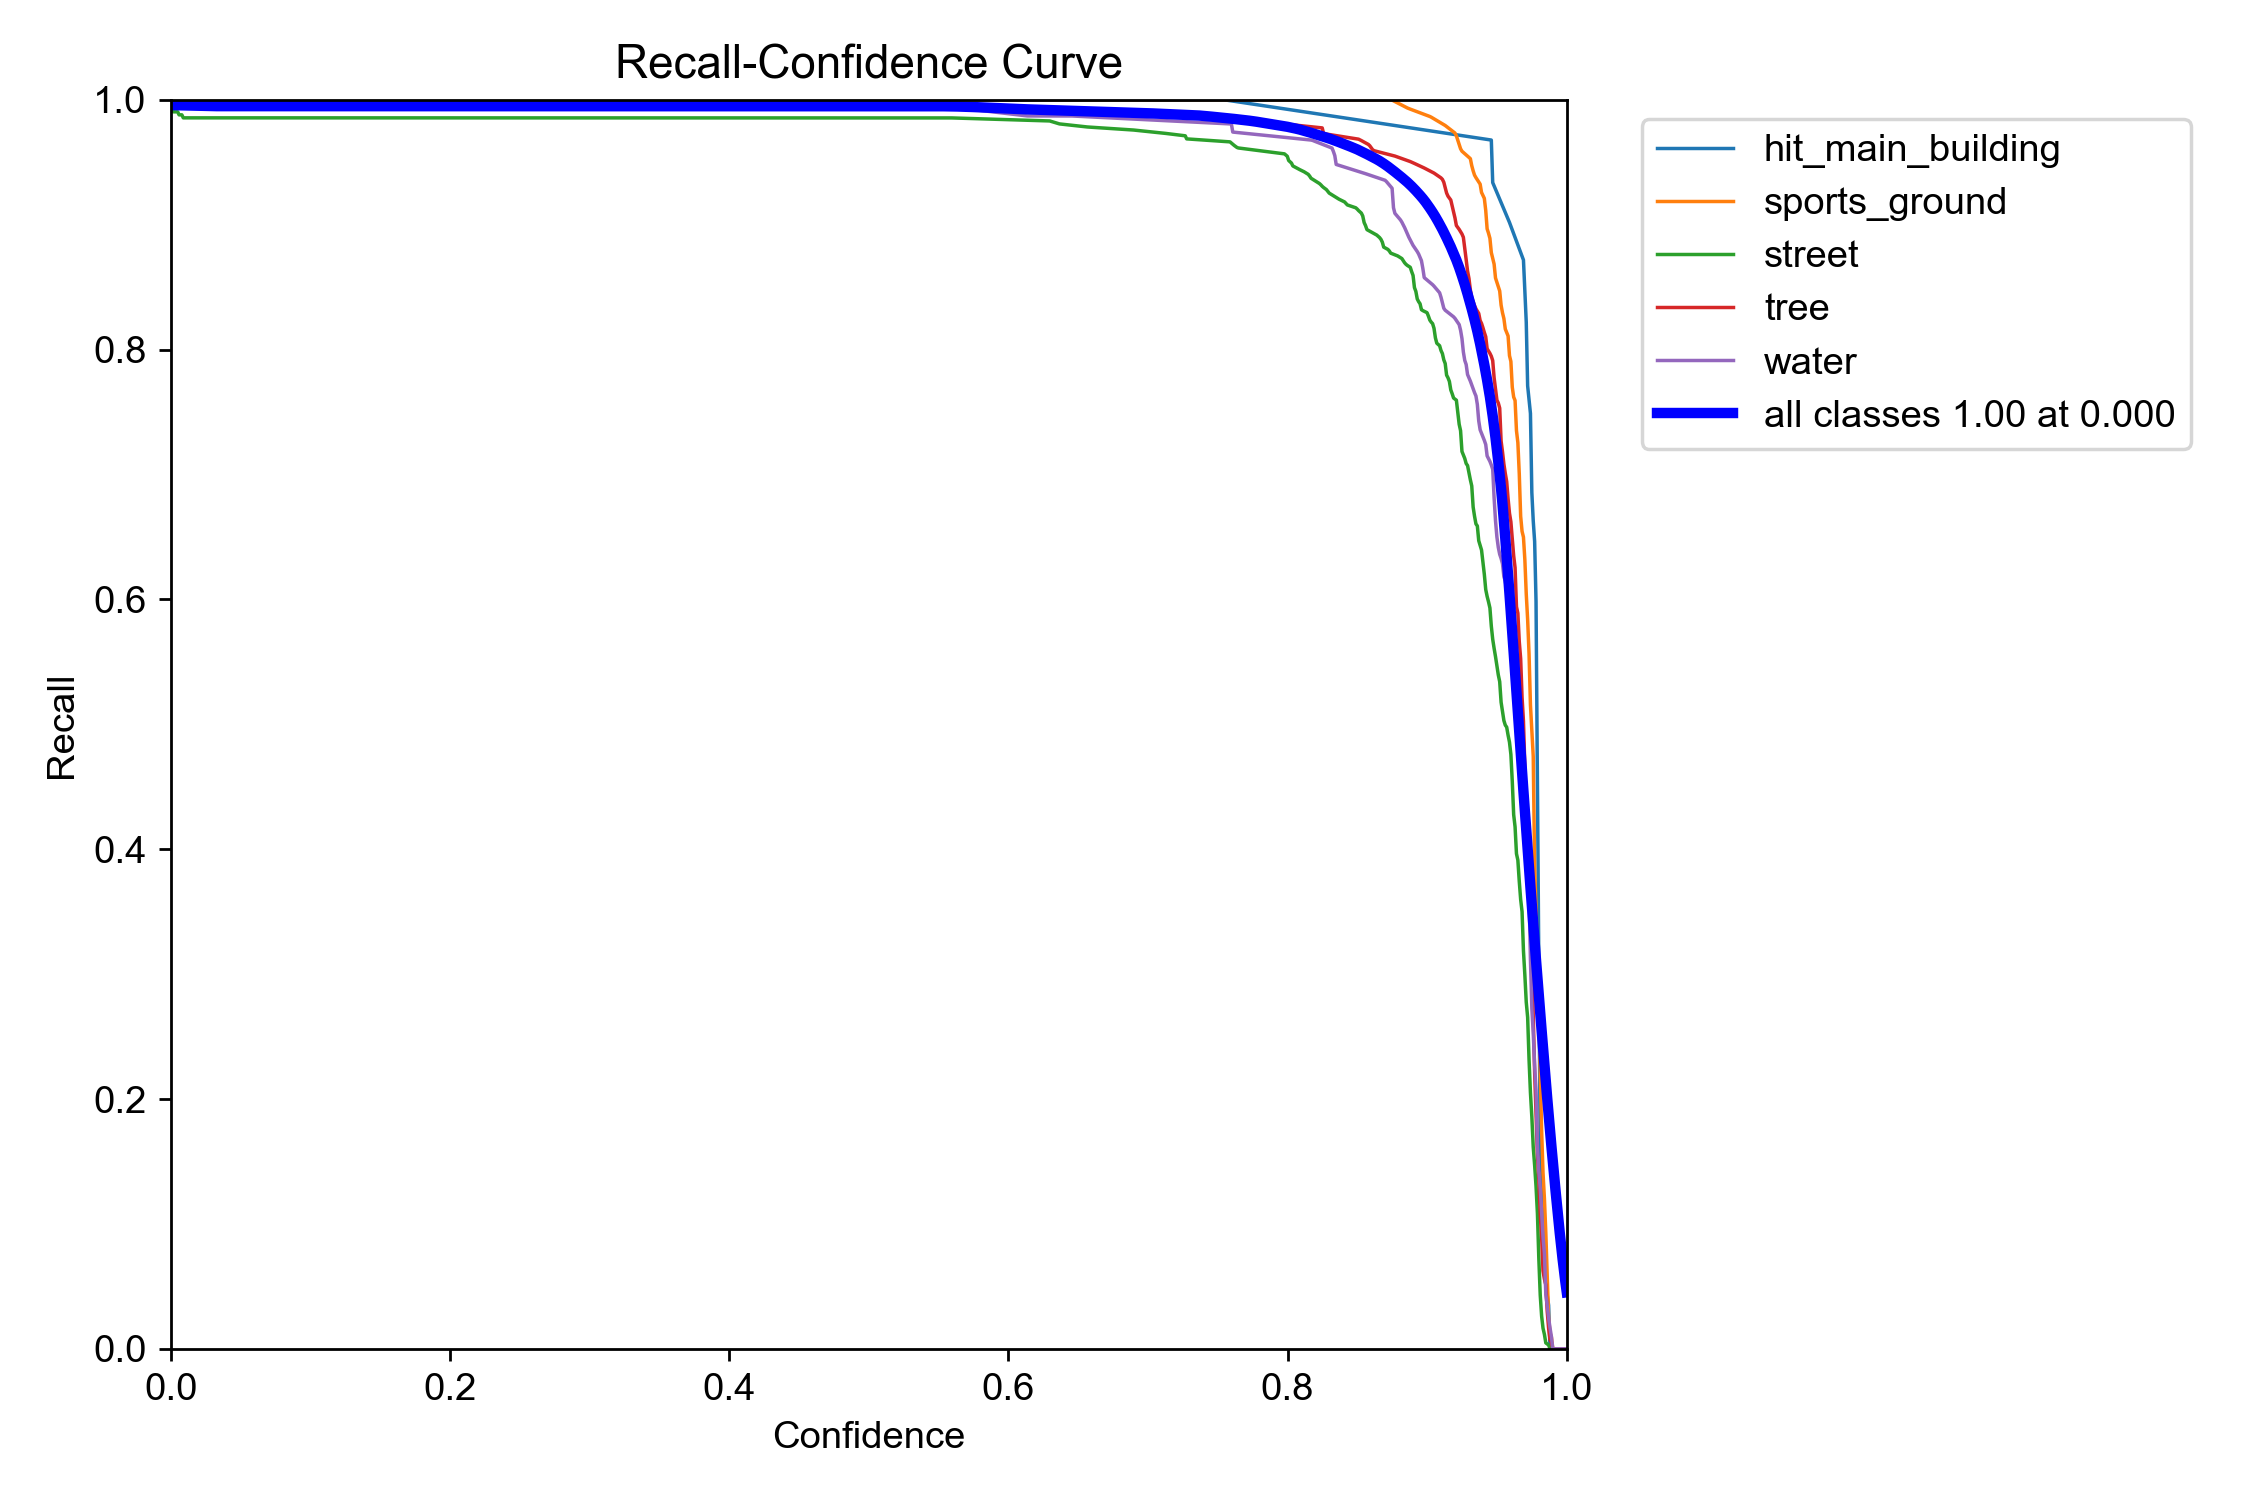 Recall-Confidence Curve
1.0
0.8
0.6
0.4
0.2
0.0
Recall
0.0 0.2 0.4 0.6 0.8 1.0
Confidence
hit_main_building
sports_ground
street
tree
water
all classes 1.00 at 0.000